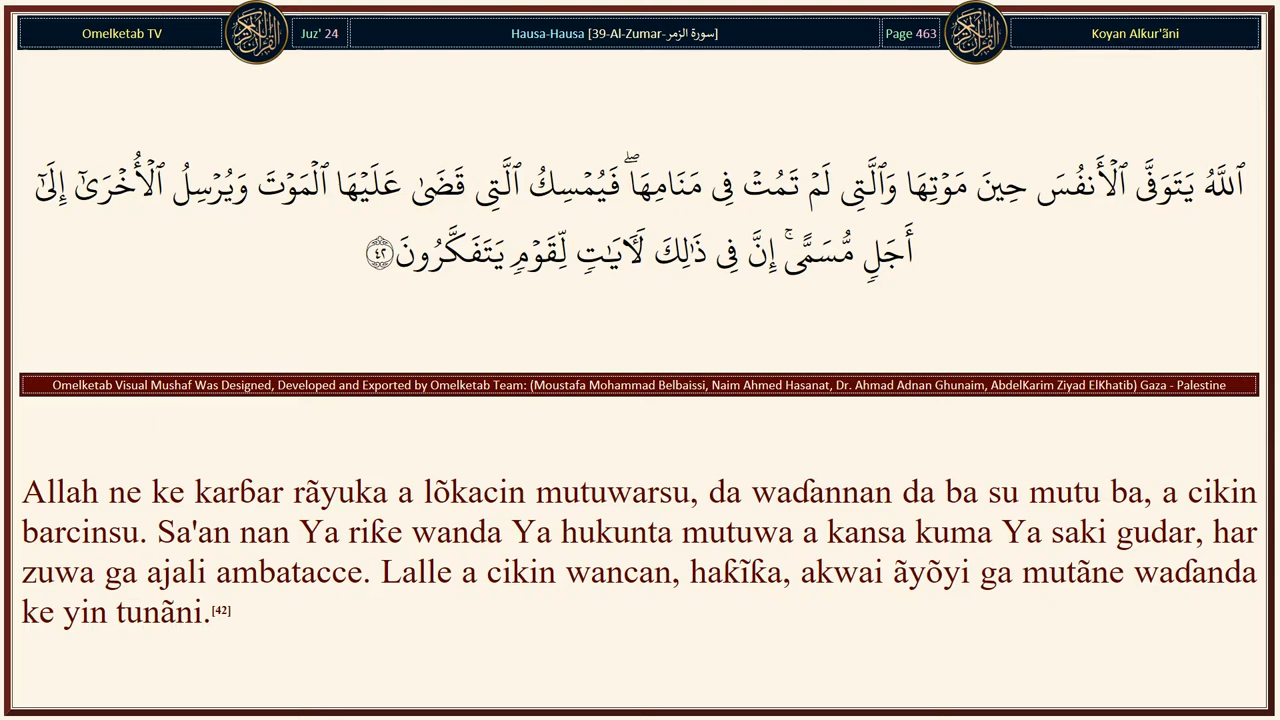 Omelketab TV
Juz' 24
Hausa-Hausa [39-Al-Zumar-سورة الزمر]
Page 463
Koyan Alƙur'ãni
ٱللَّهُ يَتَوَفَّى ٱلۡأَنفُسَ حِينَ مَوۡتِهَا وَٱلَّتِي لَمۡ تَمُتۡ فِي مَنَامِهَاۖ فَيُمۡسِكُ ٱلَّتِي قَضَىٰ عَلَيۡهَا ٱلۡمَوۡتَ وَيُرۡسِلُ ٱلۡأُخۡرَىٰٓ إِلَىٰٓ
أَجَلٖ مُّسَمًّىۚ إِنَّ فِي ذَٰلِكَ لَأٓيَٰتٖ لِّقَوۡمٖ يَتَفَكَّرُونَ ٤٢
Omelketab Visual Mushaf Was Designed, Developed and Exported by Omelketab Team: (Moustafa Mohammad Belbaissi, Naim Ahmed Hasanat, Dr. Ahmad Adnan Ghunaim, AbdelKarim Ziyad ElKhatib) Gaza - Palestine
Allah ne ke karɓar rãyuka a lõkacin mutuwarsu, da waɗannan da ba su mutu ba, a cikin
barcinsu. Sa'an nan Ya riƙe wanda Ya hukunta mutuwa a kansa kuma Ya saki gudar, har
zuwa ga ajali ambatacce. Lalle a cikin wancan, haƙĩƙa, akwai ãyõyi ga mutãne waɗanda
ke yin tunãni.[42]